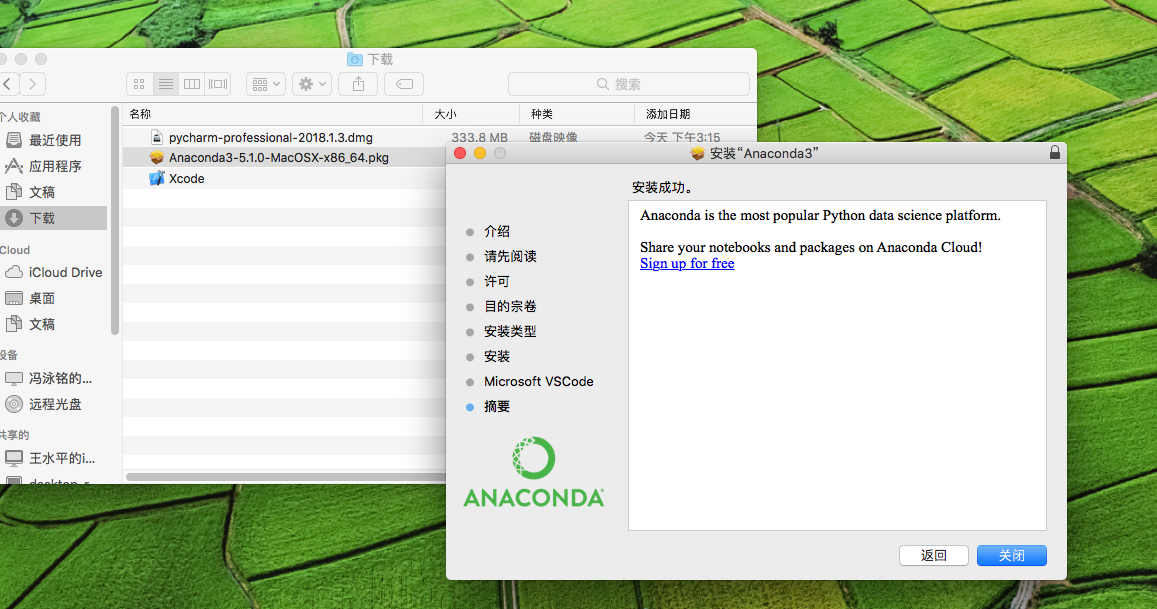 下载
搜索
名称
大小
种类
添加日期
pycharm-professional-2018.1.3.dmg
333.8 MB
磁盘映像
今天 下午3:15
Anaconda3-5.1.0-MacOSX-x86_64.pkg
Xcode
个人收藏
最近使用
应用程序
文稿
下载
iCloud Drive
桌面
文稿
设备
冯泳铭的...
远程光盘
共享的
王水平的i...
安装“Anaconda3”
安装成功。
介绍
请先阅读
许可
目的宗卷
安装类型
安装
Microsoft VSCode
摘要
ANACONDA
Anaconda is the most popular Python data science platform.
Share your notebooks and packages on Anaconda Cloud!
Sign up for free
返回
关闭